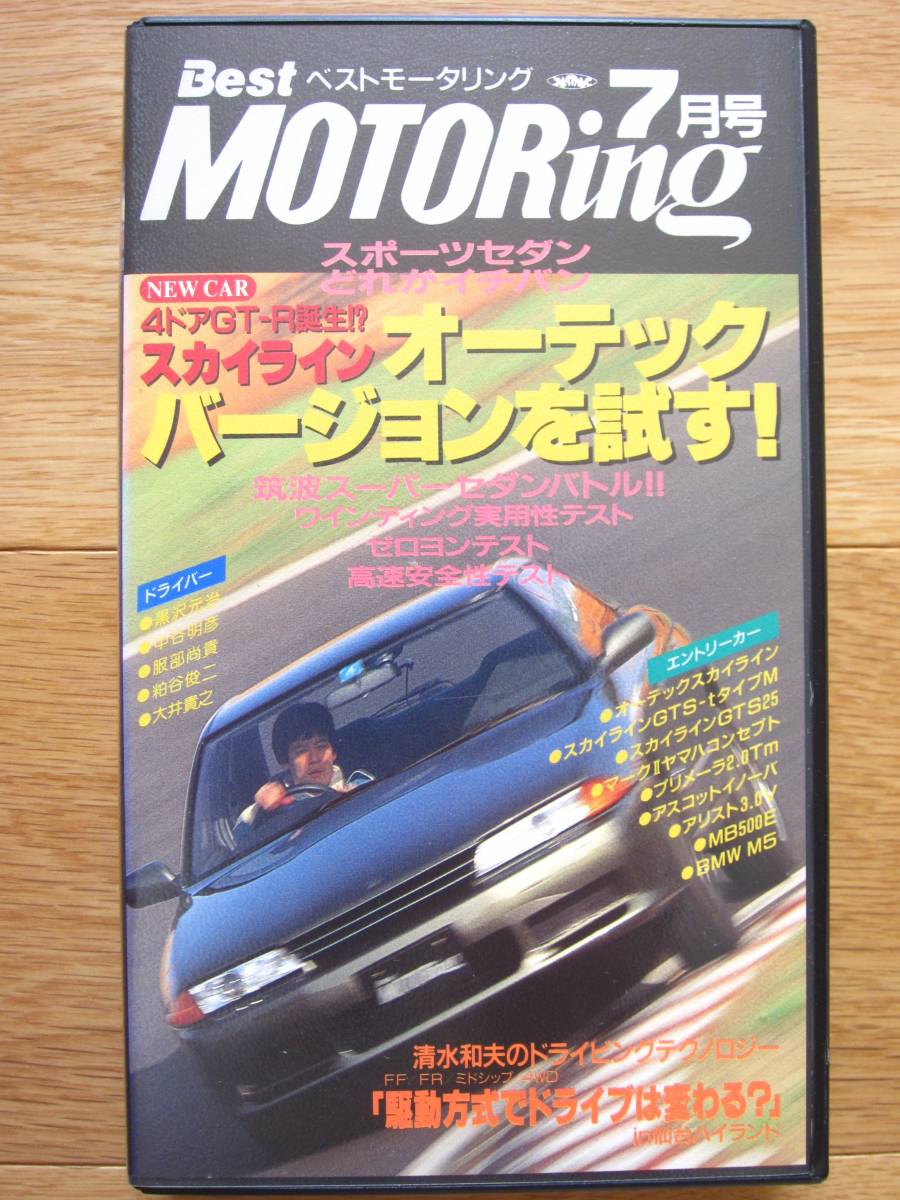 Best ベストモータリング
7月号
MOTORing
スポーツセダン
どれがイチバン
NEW CAR
4ドアGT-R誕生!?
スカイライン オーテック
バージョンを試す!
筑波スーパーセダンバトル!!
ワインディング実用性テスト
ゼロヨンテスト
高速安全性テスト
ドライバー
●黒沢元治
●中谷明彦
●服部尚貴
●粕谷俊二
●大井貴之
エントリーカー
●オーテックスカイライン
●スカイラインGTS-tタイプM
●スカイラインGTS25
●マークⅡヤマハコンセプト
●プリメーラ2.0Tm
●アスコットイノーバ
●アリスト3.0V
●MB500E
●BMW M5
清水和夫のドライビングテクノロジー
FF/FR/ミドシップ/4WD
「駆動方式でドライブは変わる?」
in仙台ハイランド